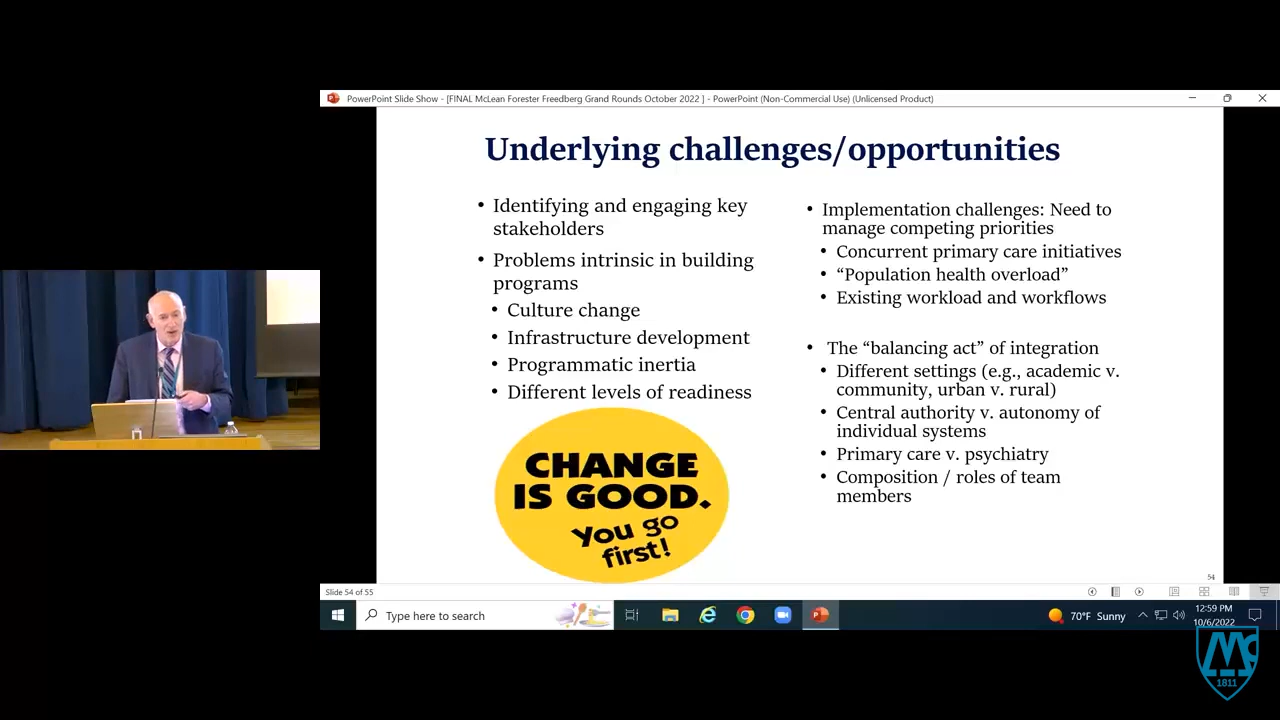 PowerPoint Slide Show - [FINAL McLean Forester Freedberg Grand Rounds October 2022 ] - PowerPoint (Non-Commercial Use) (Unlicensed Product)
Underlying challenges/opportunities
• Identifying and engaging key
stakeholders
• Problems intrinsic in building
programs
• Culture change
• Infrastructure development
• Programmatic inertia
• Different levels of readiness
CHANGE
IS GOOD.
You go
first!
• Implementation challenges: Need to
manage competing priorities
• Concurrent primary care initiatives
• “Population health overload”
• Existing workload and workflows
• The “balancing act” of integration
• Different settings (e.g., academic v.
community, urban v. rural)
• Central authority v. autonomy of
individual systems
• Primary care v. psychiatry
• Composition / roles of team
members
54
Slide 54 of 55
Type here to search
70°F Sunny
12:59 PM
10/6/2022
Mc
1811